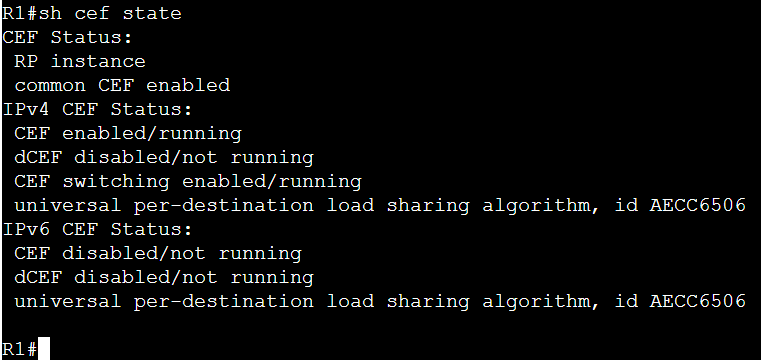 R1#sh cef state
CEF Status:
 RP instance
 common CEF enabled
IPv4 CEF Status:
 CEF enabled/running
 dCEF disabled/not running
 CEF switching enabled/running
 universal per-destination load sharing algorithm, id AECC6506
IPv6 CEF Status:
 CEF disabled/not running
 dCEF disabled/not running
 universal per-destination load sharing algorithm, id AECC6506
R1#